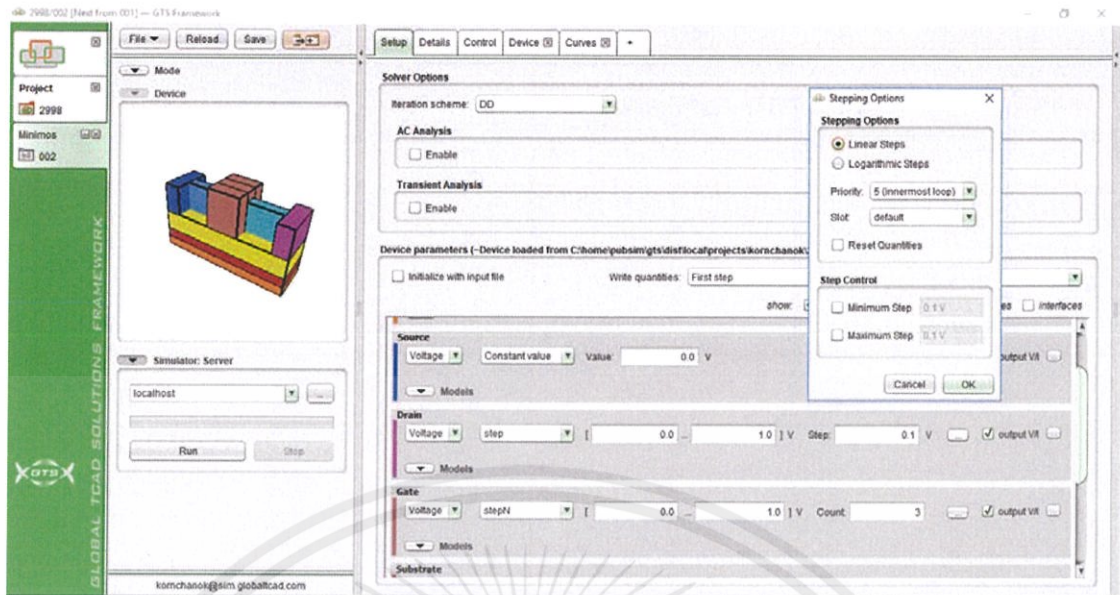 2998/002 [Nest from 001] — GTS Framework
File Reload Save
Setup Details Control Device Curves
Project
2998
Minimos
002
Mode
Device
Simulator: Server
localhost
Run Stop
kornchanok@sim.globaltcad.com
GLOBAL TCAD SOLUTIONS FRAMEWORK
GTS
Solver Options
Iteration scheme: DD
AC Analysis
Enable
Transient Analysis
Enable
Device parameters (~Device loaded from C:\home\pubsim\gts\dist\local\projects\kornchanok\
Initialize with input file Write quantities: First step
show: interfaces
Source
Voltage Constant value Value: 0.0 V output V/I ...
Models
Drain
Voltage step [ 0.0 ... 1.0 ] V Step: 0.1 V ... output V/I ...
Models
Gate
Voltage stepN [ 0.0 ... 1.0 ] V Count: 3 ... output V/I ...
Models
Substrate
Stepping Options
Stepping Options
Linear Steps
Logarithmic Steps
Priority: 5 (innermost loop)
Slot: default
Reset Quantities
Step Control
Minimum Step 0.1 V
Maximum Step 0.1 V
Cancel OK